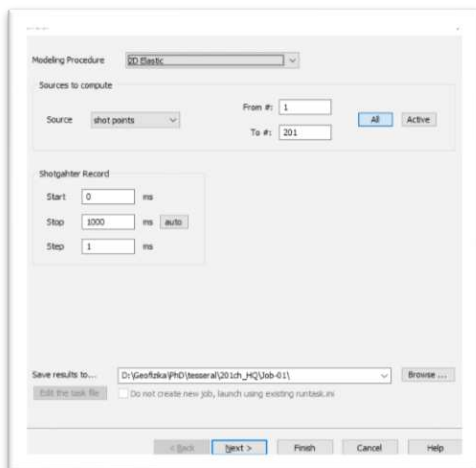 Modeling Procedure 2D Elastic
Sources to compute
Source shot points From #: 1 All Active
To #: 201
Shotgahter Record
Start 0 ms
Stop 1000 ms auto
Step 1 ms
Save results to... D:\Geofizika\PhD\tesseral\201ch_HQ\Job-01\ Browse ...
Edit the task file Do not create new job, launch using existing runtask.ini
< Back Next > Finish Cancel Help